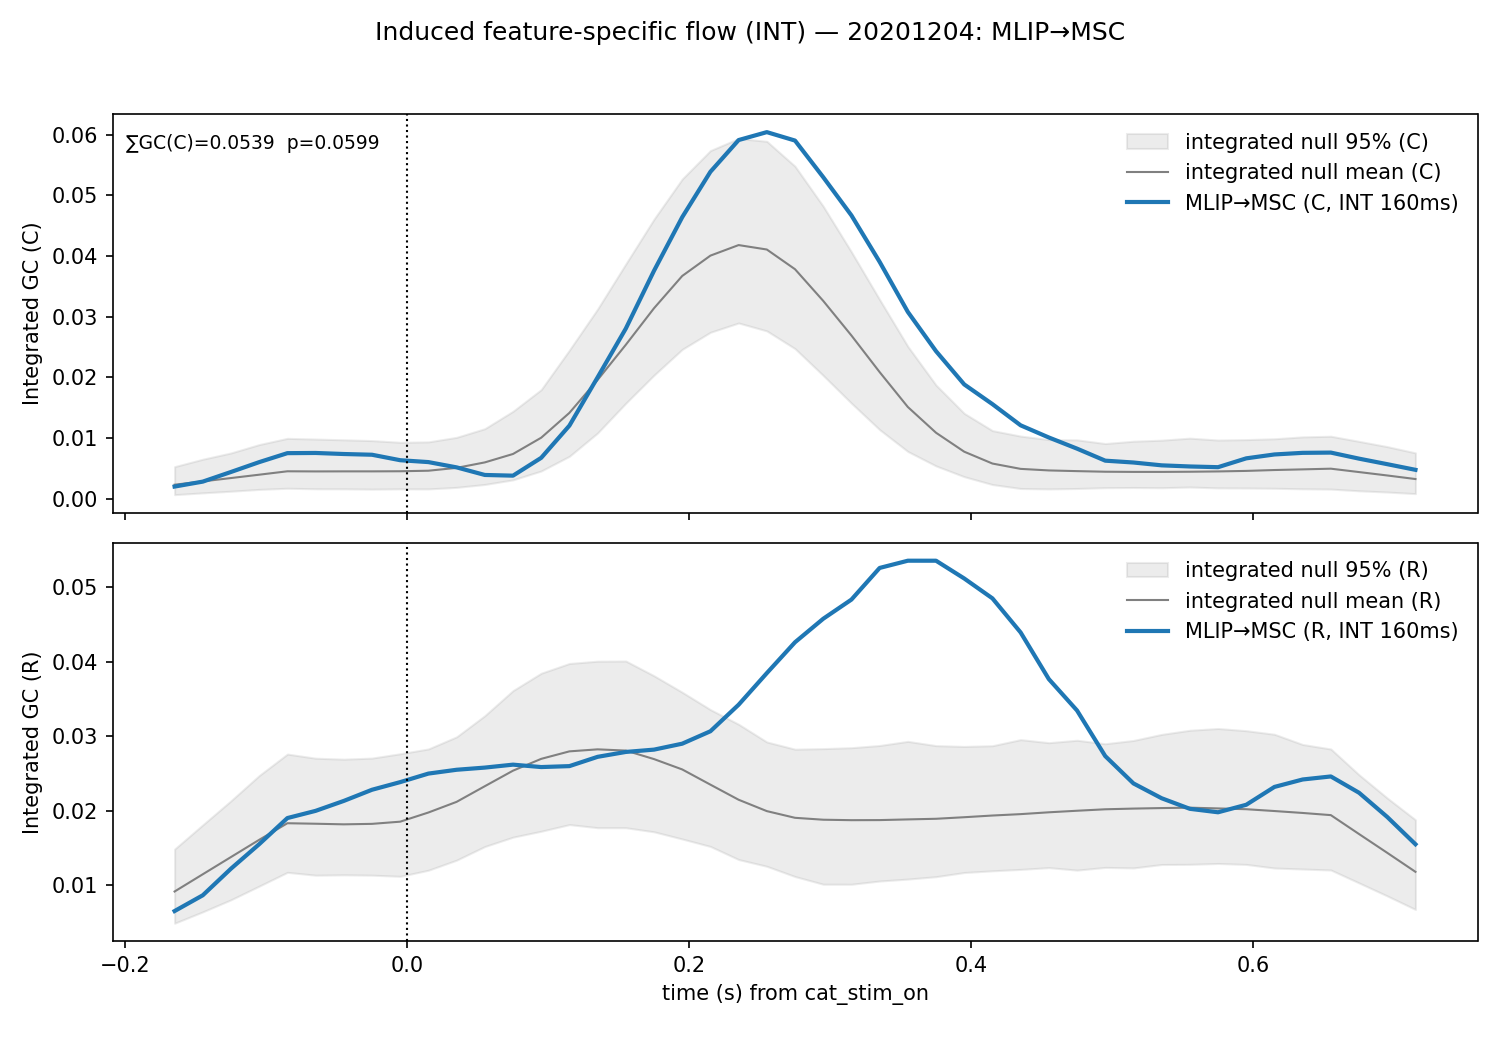 Induced feature-specific flow (INT) — 20201204: MLIP→MSC
∑GC(C)=0.0539 p=0.0599
integrated null 95% (C)
integrated null mean (C)
MLIP→MSC (C, INT 160ms)
Integrated GC (C)
0.06
0.05
0.04
0.03
0.02
0.01
0.00
integrated null 95% (R)
integrated null mean (R)
MLIP→MSC (R, INT 160ms)
Integrated GC (R)
0.05
0.04
0.03
0.02
0.01
−0.2 0.0 0.2 0.4 0.6
time (s) from cat_stim_on